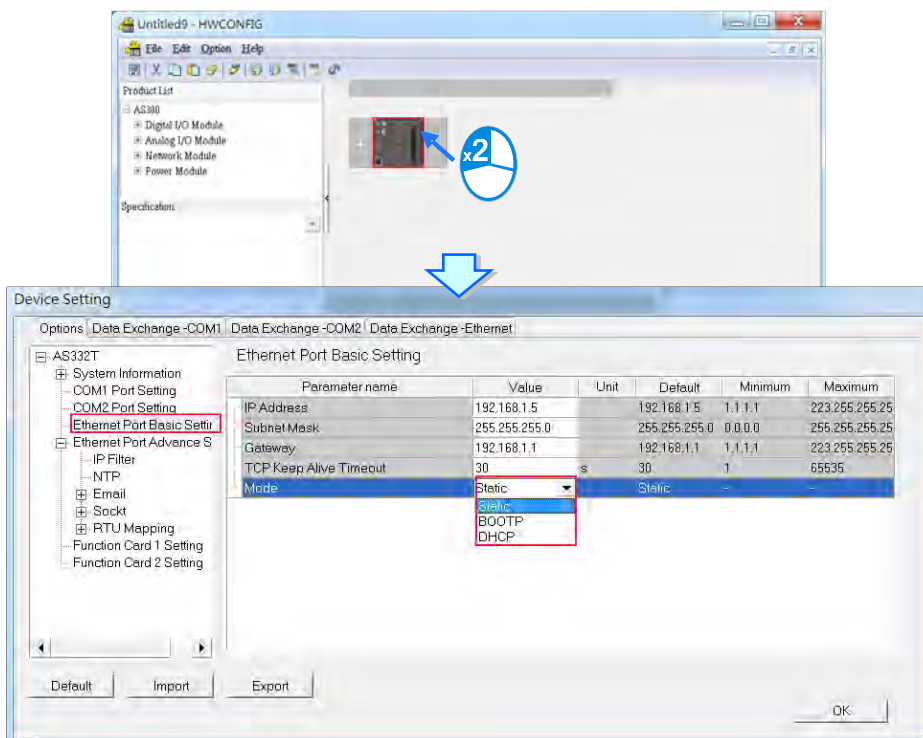 Untitled9 - HWCONFIG
File Edit Option Help
Product List
AS300
Digital I/O Module
Analog I/O Module
Network Module
Power Module
Specification
x2
Device Setting
Options Data Exchange -COM1 Data Exchange -COM2 Data Exchange -Ethernet
AS332T
System Information
COM1 Port Setting
COM2 Port Setting
Ethernet Port Basic Settir
Ethernet Port Advance S
IP Filter
NTP
Email
Sockt
RTU Mapping
Function Card 1 Setting
Function Card 2 Setting
Ethernet Port Basic Setting
Parameter name Value Unit Default Minimum Maximum
IP Address 192.168.1.5 192.168.1.5 1.1.1.1 223.255.255.25
Subnet Mask 255.255.255.0 255.255.255.0 0.0.0.0 255.255.255.25
Gateway 192.168.1.1 192.168.1.1 1.1.1.1 223.255.255.25
TCP Keep Alive Timeout 30 s 30 1 65535
Mode Static Static - -
Static
BOOTP
DHCP
Default Import Export
OK